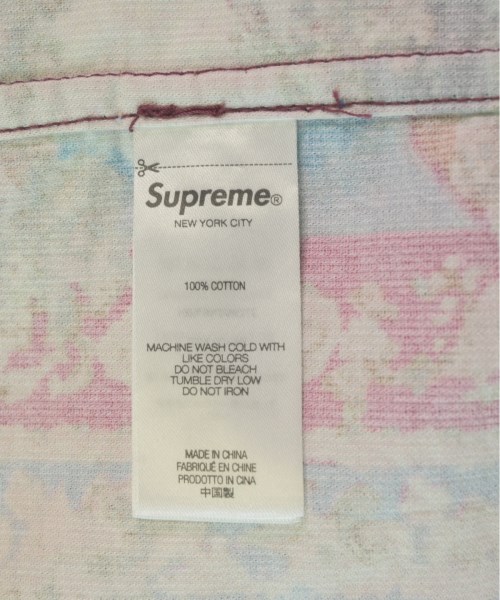 Supreme®
NEW YORK CITY
100% COTTON
MACHINE WASH COLD WITH
LIKE COLORS
DO NOT BLEACH
TUMBLE DRY LOW
DO NOT IRON
MADE IN CHINA
FABRIQUÉ EN CHINE
PRODOTTO IN CINA
中国製